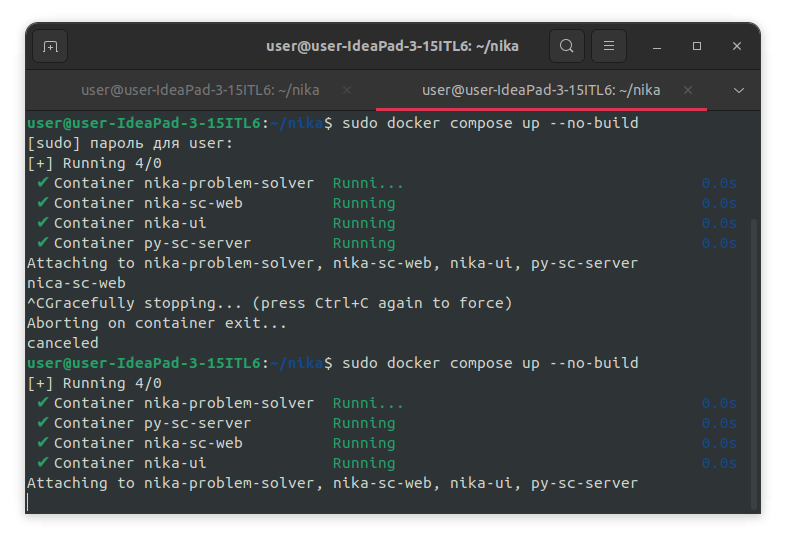 user@user-IdeaPad-3-15ITL6: ~/nika
user@user-IdeaPad-3-15ITL6: ~/nika
user@user-IdeaPad-3-15ITL6: ~/nika
user@user-IdeaPad-3-15ITL6:~/nika$ sudo docker compose up --no-build
[sudo] пароль для user:
[+] Running 4/0
✔ Container nika-problem-solver Runni... 0.0s
✔ Container nika-sc-web Running 0.0s
✔ Container nika-ui Running 0.0s
✔ Container py-sc-server Running 0.0s
Attaching to nika-problem-solver, nika-sc-web, nika-ui, py-sc-server
nica-sc-web
^CGracefully stopping... (press Ctrl+C again to force)
Aborting on container exit...
canceled
user@user-IdeaPad-3-15ITL6:~/nika$ sudo docker compose up --no-build
[+] Running 4/0
✔ Container nika-problem-solver Runni... 0.0s
✔ Container py-sc-server Running 0.0s
✔ Container nika-sc-web Running 0.0s
✔ Container nika-ui Running 0.0s
Attaching to nika-problem-solver, nika-sc-web, nika-ui, py-sc-server